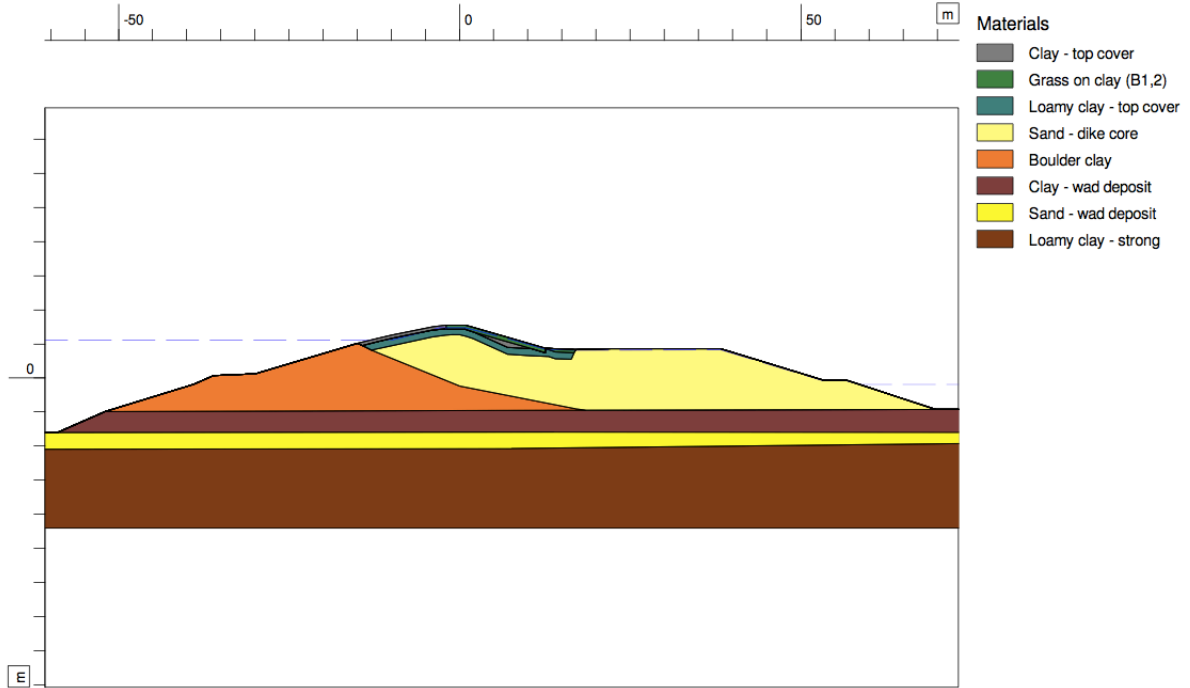 -50
0
50
m
Materials
Clay - top cover
Grass on clay (B1,2)
Loamy clay - top cover
Sand - dike core
Boulder clay
Clay - wad deposit
Sand - wad deposit
Loamy clay - strong
0
m